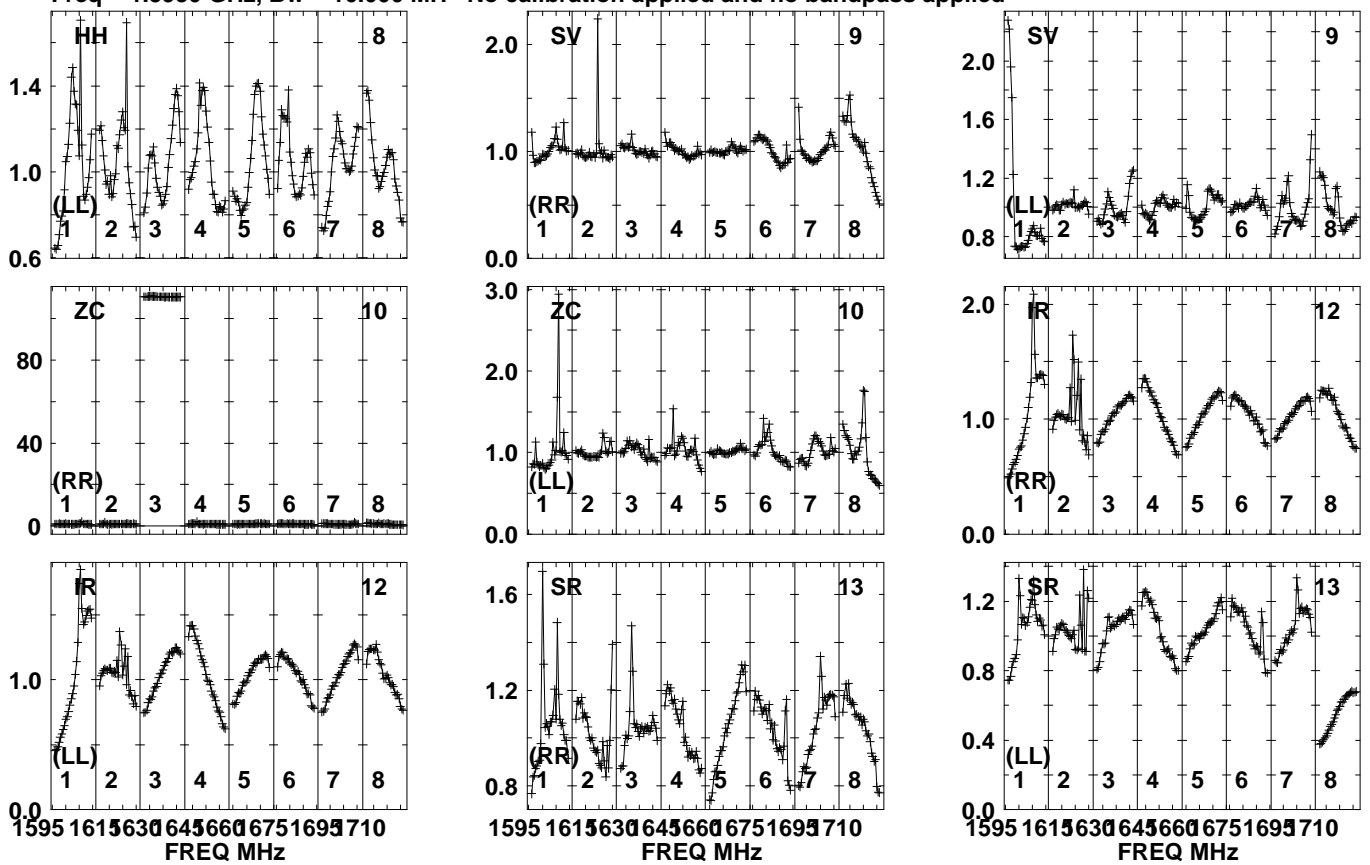 No calibration applied and no bandpass applied
HH 8
1.4
1.0
0.6
(LL)
1 2 3 4 5 6 7 8
SV 9
2.0
1.0
0.0
(RR)
1 2 3 4 5 6 7 8
SV 9
2.0
1.6
1.2
0.8
(LL)
1 2 3 4 5 6 7 8
ZC 10
80
40
0
(RR)
1 2 3 4 5 6 7 8
ZC 10
3.0
2.0
1.0
0.0
(LL)
1 2 3 4 5 6 7 8
IR 12
2.0
1.0
0.0
(RR)
1 2 3 4 5 6 7 8
IR 12
1.0
0.0
(LL)
1 2 3 4 5 6 7 8
1595 1615 1630 1645 1660 1675 1695 1710
FREQ MHz
SR 13
1.6
1.2
0.8
(RR)
1 2 3 4 5 6 7 8
1595 1615 1630 1645 1660 1675 1695 1710
FREQ MHz
SR 13
1.2
0.8
0.4
0.0
(LL)
1 2 3 4 5 6 7 8
1595 1615 1630 1645 1660 1675 1695 1710
FREQ MHz